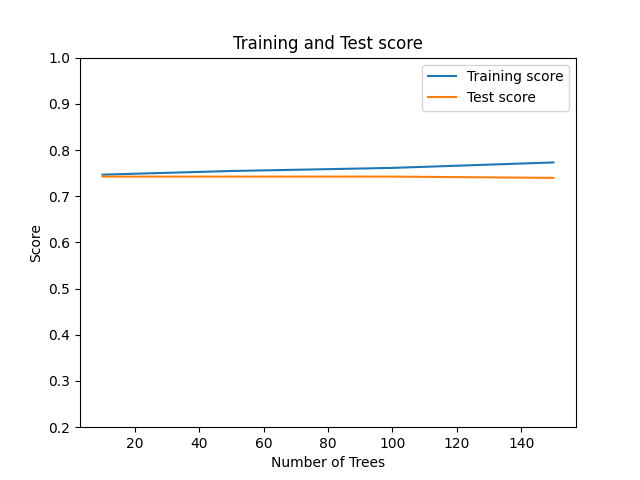 Training and Test score
1.0
0.9
0.8
0.7
0.6
0.5
0.4
0.3
0.2
Score
Training score
Test score
20 40 60 80 100 120 140
Number of Trees